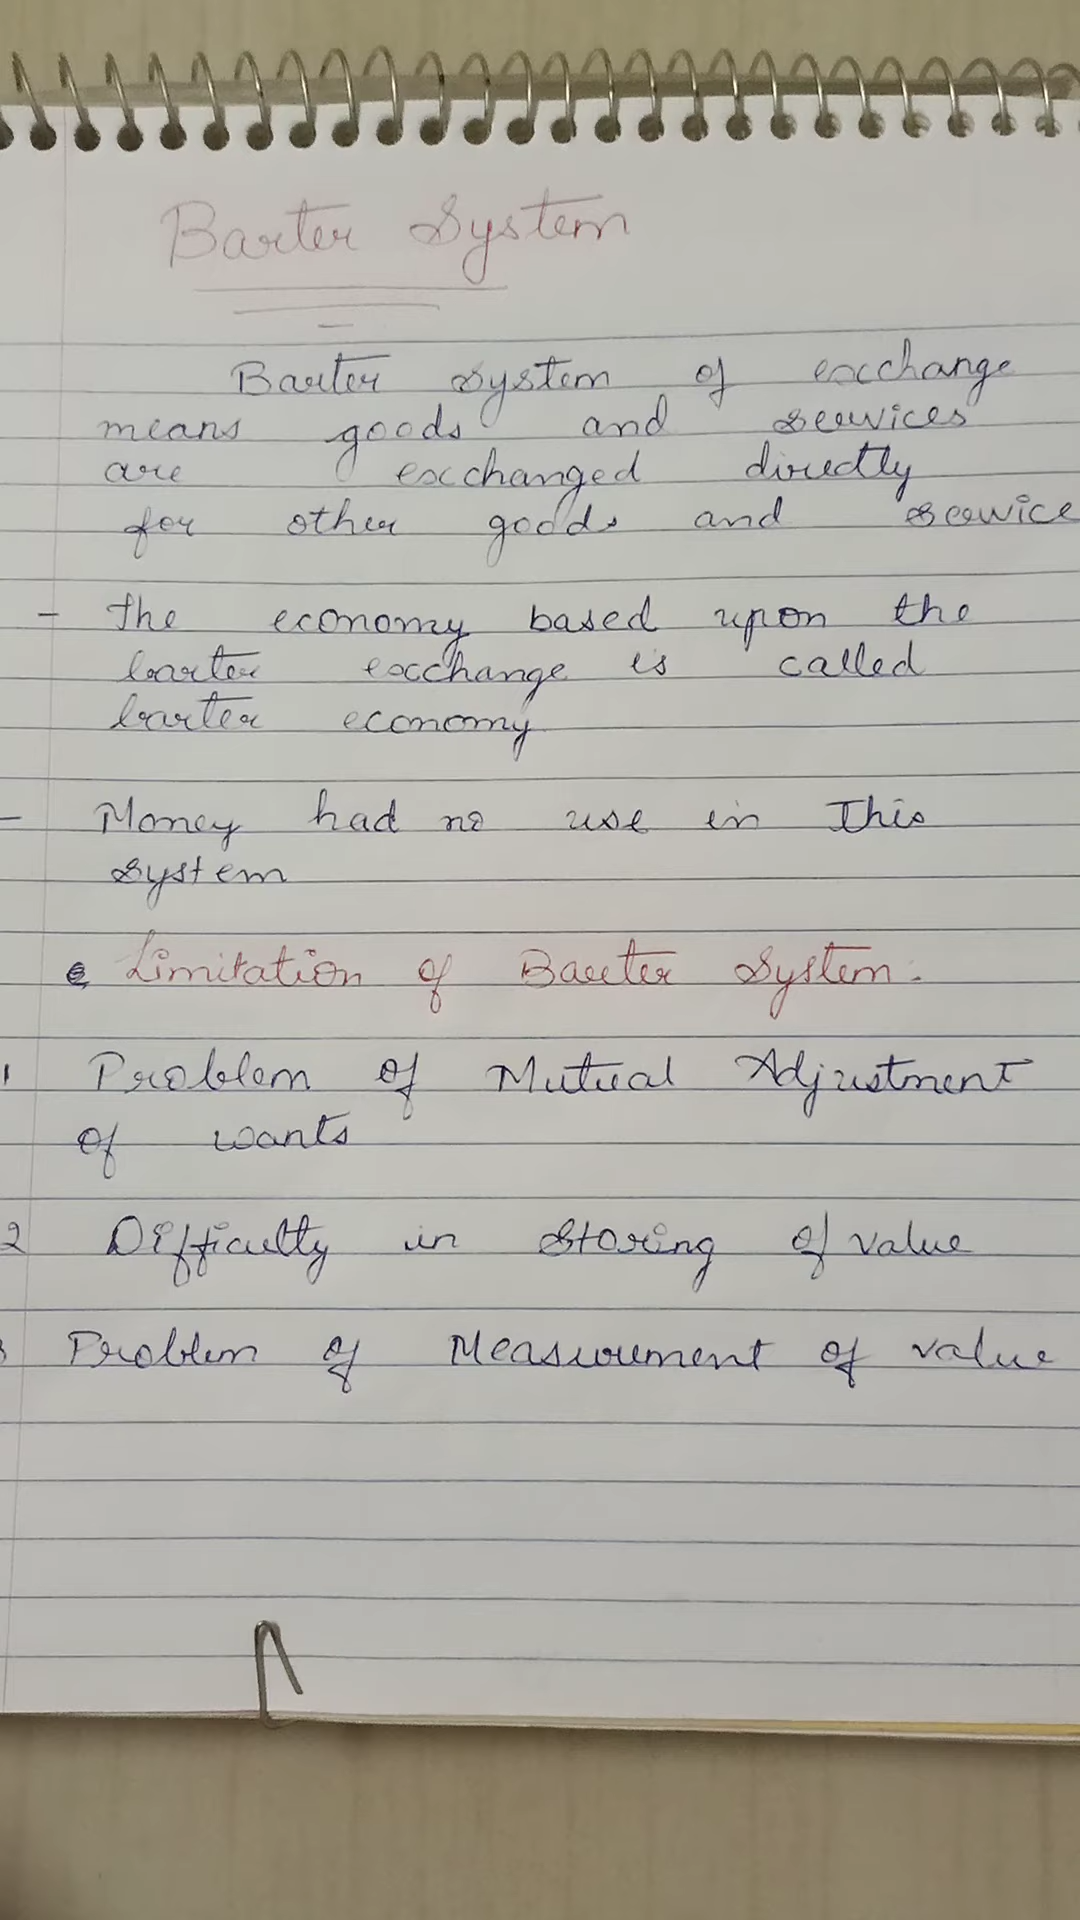 Barter System
Barter system of exchange
means goods and services
are exchanged directly
for other goods and service
- The economy based upon the
barter exchange is called
barter economy
- Money had no use in This
system
Limitation of Barter System.
1 Problem of Mutual Adjustment
of wants
2 Difficulty in Storing of value
3 Problem of Measurement of value